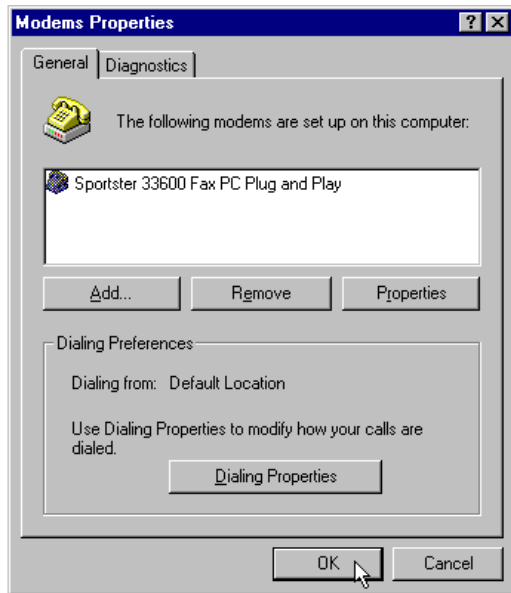 Modems Properties
General
Diagnostics
The following modems are set up on this computer:
Sportster 33600 Fax PC Plug and Play
Add...
Remove
Properties
Dialing Preferences
Dialing from: Default Location
Use Dialing Properties to modify how your calls are
dialed.
Dialing Properties
OK
Cancel